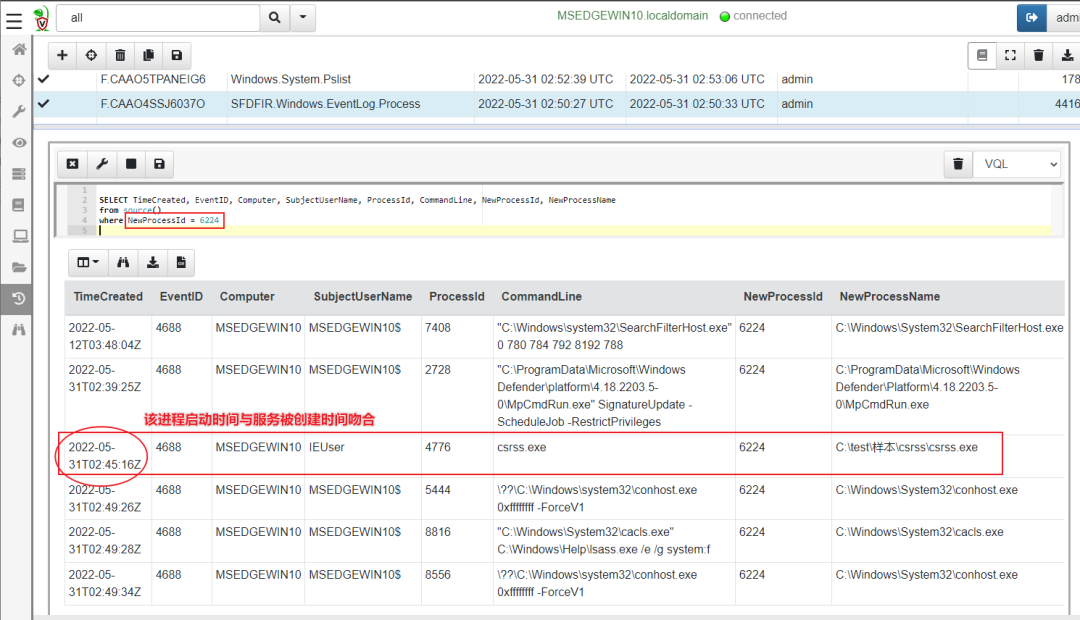 all
MSEDGEWIN10.localdomain connected
admi
F.CAAO5TPANEIG6 Windows.System.Pslist 2022-05-31 02:52:39 UTC 2022-05-31 02:53:06 UTC admin 178
F.CAAO4SSJ6037O SFDFIR.Windows.EventLog.Process 2022-05-31 02:50:27 UTC 2022-05-31 02:50:33 UTC admin 4416
VQL
1
2 SELECT TimeCreated, EventID, Computer, SubjectUserName, ProcessId, CommandLine, NewProcessId, NewProcessName
3 from source()
4 where NewProcessId = 6224
5
TimeCreated EventID Computer SubjectUserName ProcessId CommandLine NewProcessId NewProcessName
2022-05- 4688 MSEDGEWIN10 MSEDGEWIN10$ 7408 "C:\Windows\system32\SearchFilterHost.exe" 6224 C:\Windows\System32\SearchFilterHost.exe
12T03:48:04Z 0 780 784 792 8192 788
2022-05- 4688 MSEDGEWIN10 MSEDGEWIN10$ 2728 "C:\ProgramData\Microsoft\Windows 6224 C:\ProgramData\Microsoft\Windows
31T02:39:25Z Defender\platform\4.18.2203.5- Defender\Platform\4.18.2203.5-
0\MpCmdRun.exe" SignatureUpdate - 0\MpCmdRun.exe
ScheduleJob -RestrictPrivileges
该进程启动时间与服务被创建时间吻合
2022-05- 4688 MSEDGEWIN10 IEUser 4776 csrss.exe 6224 C:\test\样本\csrss\csrss.exe
31T02:45:16Z
2022-05- 4688 MSEDGEWIN10 MSEDGEWIN10$ 5444 \??\C:\Windows\system32\conhost.exe 6224 C:\Windows\System32\conhost.exe
31T02:49:26Z 0xffffffff -ForceV1
2022-05- 4688 MSEDGEWIN10 MSEDGEWIN10$ 8816 "C:\Windows\System32\cacls.exe" 6224 C:\Windows\System32\cacls.exe
31T02:49:28Z C:\Windows\Help\lsass.exe /e /g system:f
2022-05- 4688 MSEDGEWIN10 MSEDGEWIN10$ 8556 \??\C:\Windows\system32\conhost.exe 6224 C:\Windows\System32\conhost.exe
31T02:49:34Z 0xffffffff -ForceV1